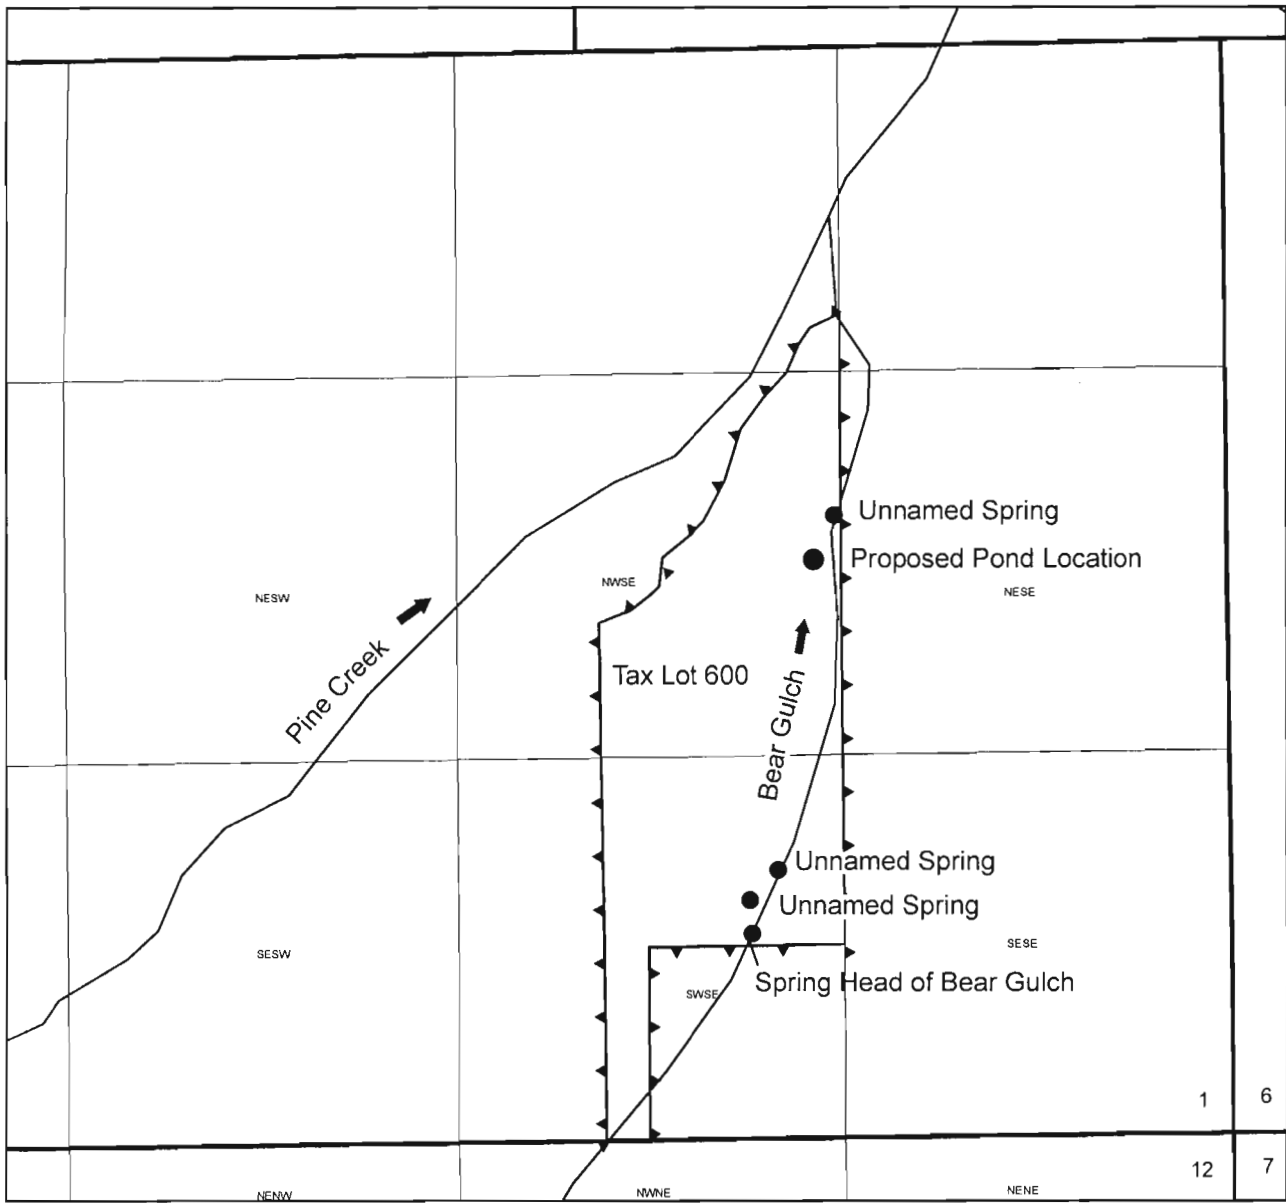 Unnamed Spring
Proposed Pond Location
NWSE
NESW
NESE
Pine Creek
Tax Lot 600
Bear Gulch
Unnamed Spring
Unnamed Spring
SESW
SESE
Spring Head of Bear Gulch
SWSE
1
6
12
7
NENW
NWNE
NENE